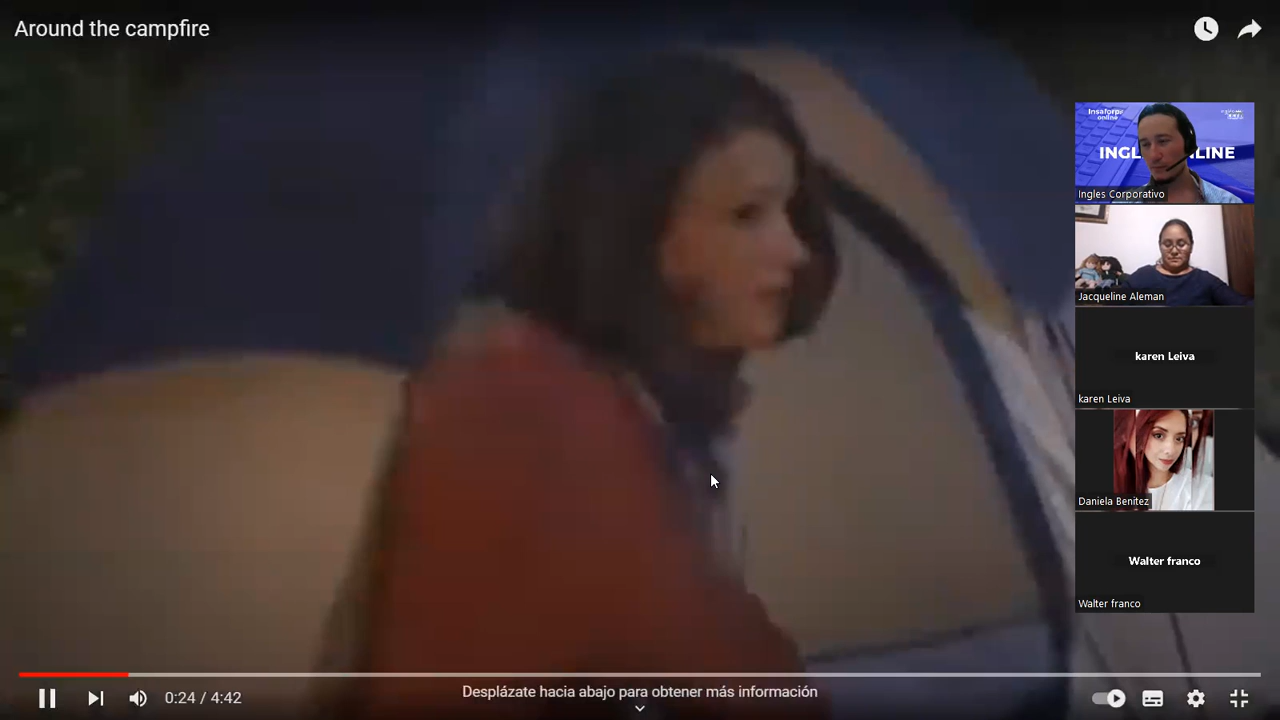 Around the campfire
Insaforp
online
INGL
LINE
Ingles Corporativo
Jacqueline Aleman
karen Leiva
karen Leiva
Daniela Benitez
Walter franco
Walter franco
0:24 / 4:42
Desplázate hacia abajo para obtener más información